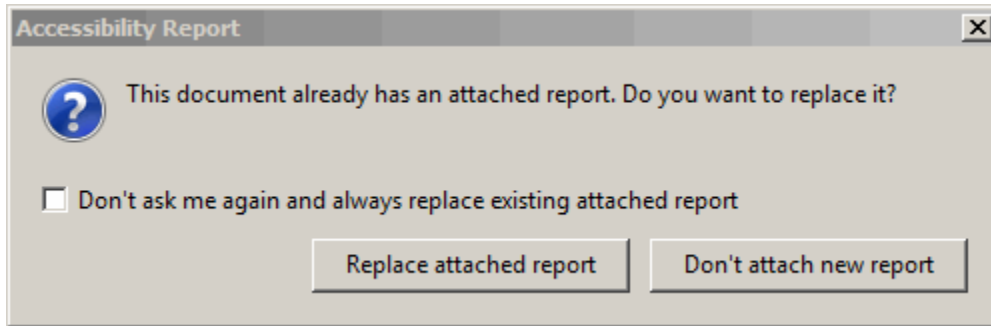 Accessibility Report
This document already has an attached report. Do you want to replace it?
Don't ask me again and always replace existing attached report
Replace attached report
Don't attach new report